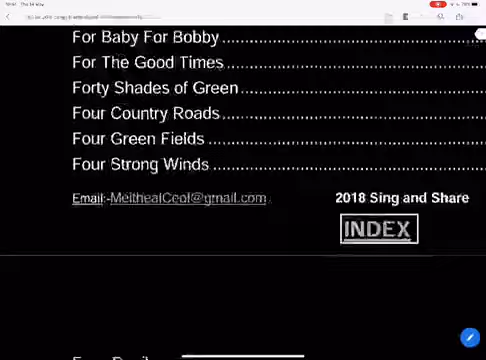 For Baby For Bobby
For The Good Times
Forty Shades of Green
Four Country Roads
Four Green Fields
Four Strong Winds
Email:-MeithealCeol@gmail.com
2018 Sing and Share
INDEX